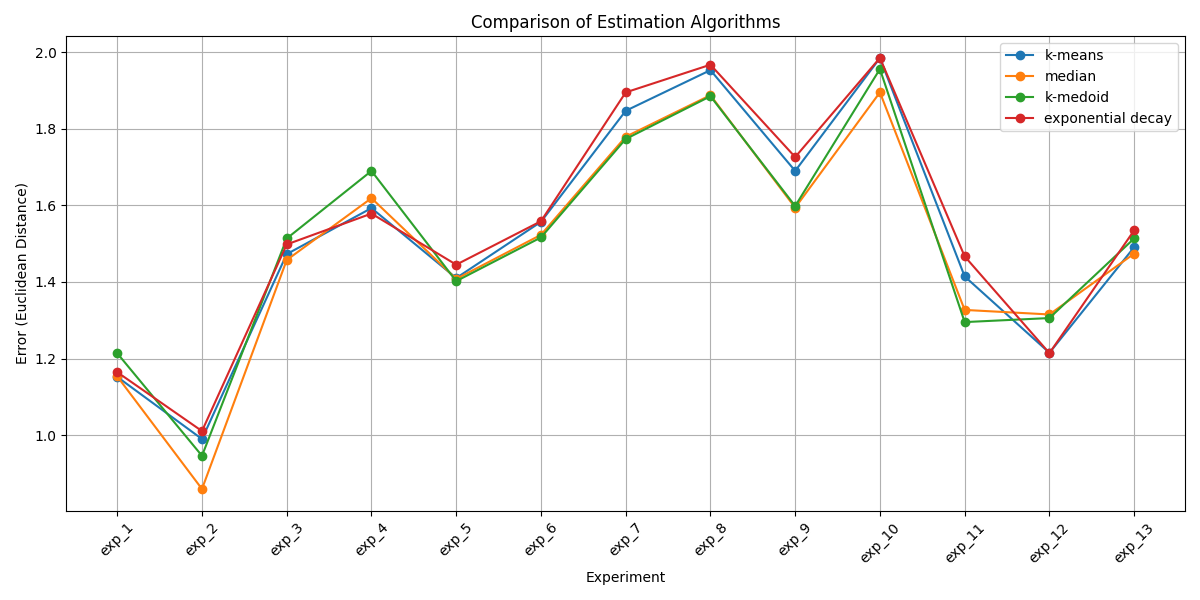 Comparison of Estimation Algorithms
k-means
median
k-medoid
exponential decay
Error (Euclidean Distance)
2.0
1.8
1.6
1.4
1.2
1.0
exp_1
exp_2
exp_3
exp_4
exp_5
exp_6
exp_7
exp_8
exp_9
exp_10
exp_11
exp_12
exp_13
Experiment